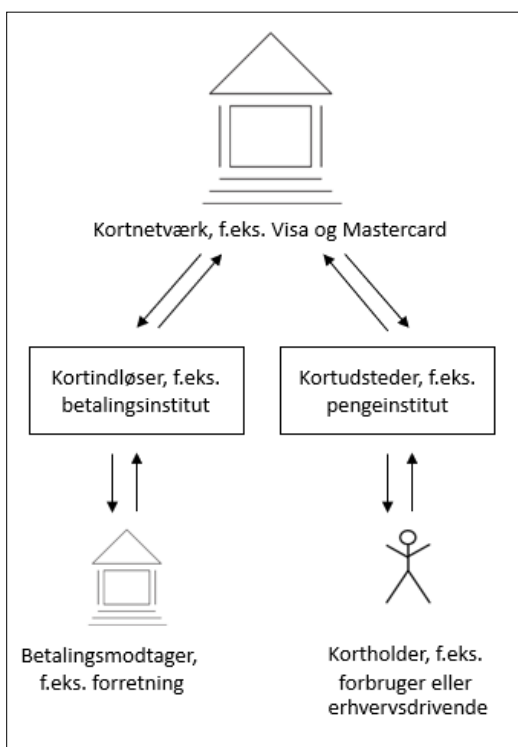 Kortnetværk, f.eks. Visa og Mastercard
Kortindløser, f.eks.
betalingsinstitut
Kortudsteder, f.eks.
pengeinstitut
Betalingsmodtager,
f.eks. forretning
Kortholder, f.eks.
forbruger eller
erhvervsdrivende